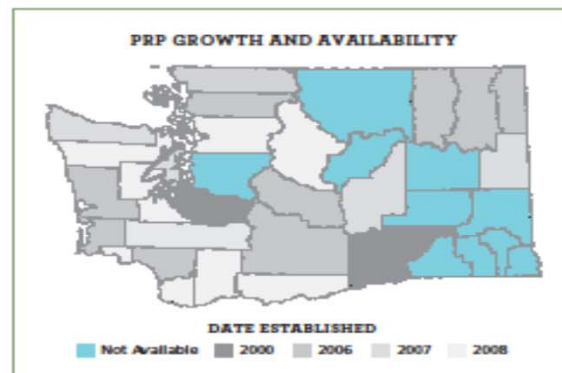 PRP GROWTH AND AVAILABILITY
DATE ESTABLISHED
Not Available 2000 2006 2007 2008